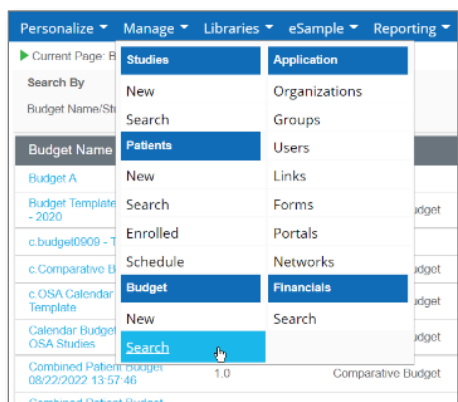 Personalize Manage Libraries eSample Reporting
Current Page: B
Search By
Budget Name/Stu
Budget Name
Budget A
Budget Template
- 2020
c.budget0909 - T
c.Comparative B
c.OSA Calendar
Template
Calendar Budget
OSA Studies
Combined Patient Budget
08/22/2022 13:57:46
1.0
Comparative Budget
Studies
New
Search
Patients
New
Search
Enrolled
Schedule
Budget
New
Search
Application
Organizations
Groups
Users
Links
Forms
Portals
Networks
Financials
Search
udget
udget
udget
udget
Combined Patient Budget